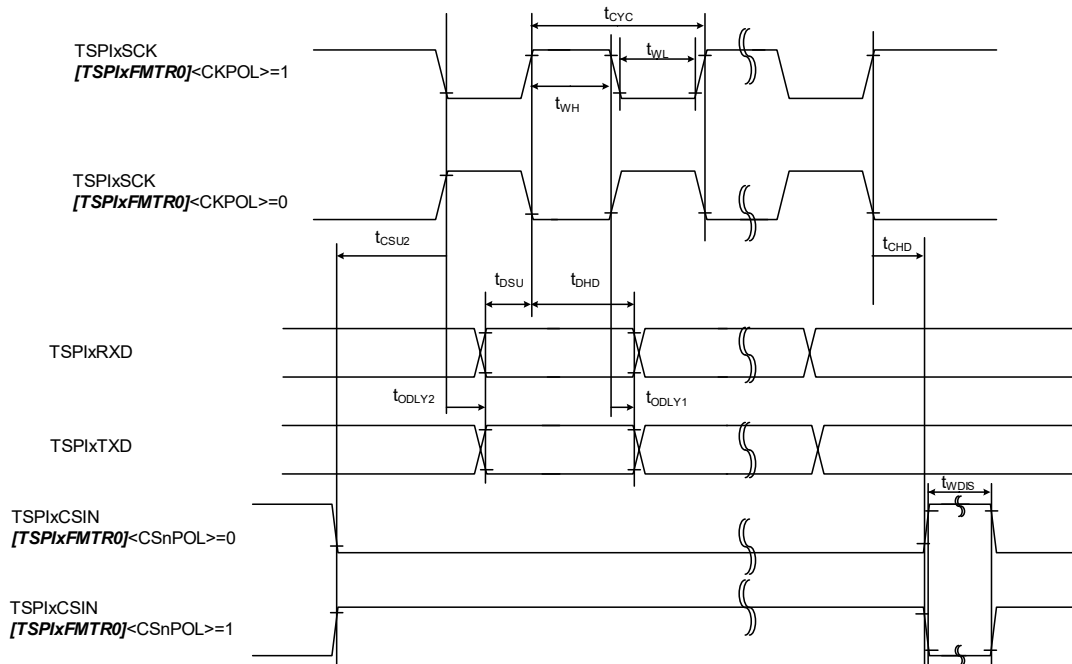 tCYC
TSPIxSCK
[TSPIxFMTR0]<CKPOL>=1
tWL
tWH
TSPIxSCK
[TSPIxFMTR0]<CKPOL>=0
tCSU2
tCHD
tDSU
tDHD
TSPIxRXD
tODLY2
tODLY1
TSPIxTXD
tWDIS
TSPIxCSIN
[TSPIxFMTR0]<CSnPOL>=0
TSPIxCSIN
[TSPIxFMTR0]<CSnPOL>=1